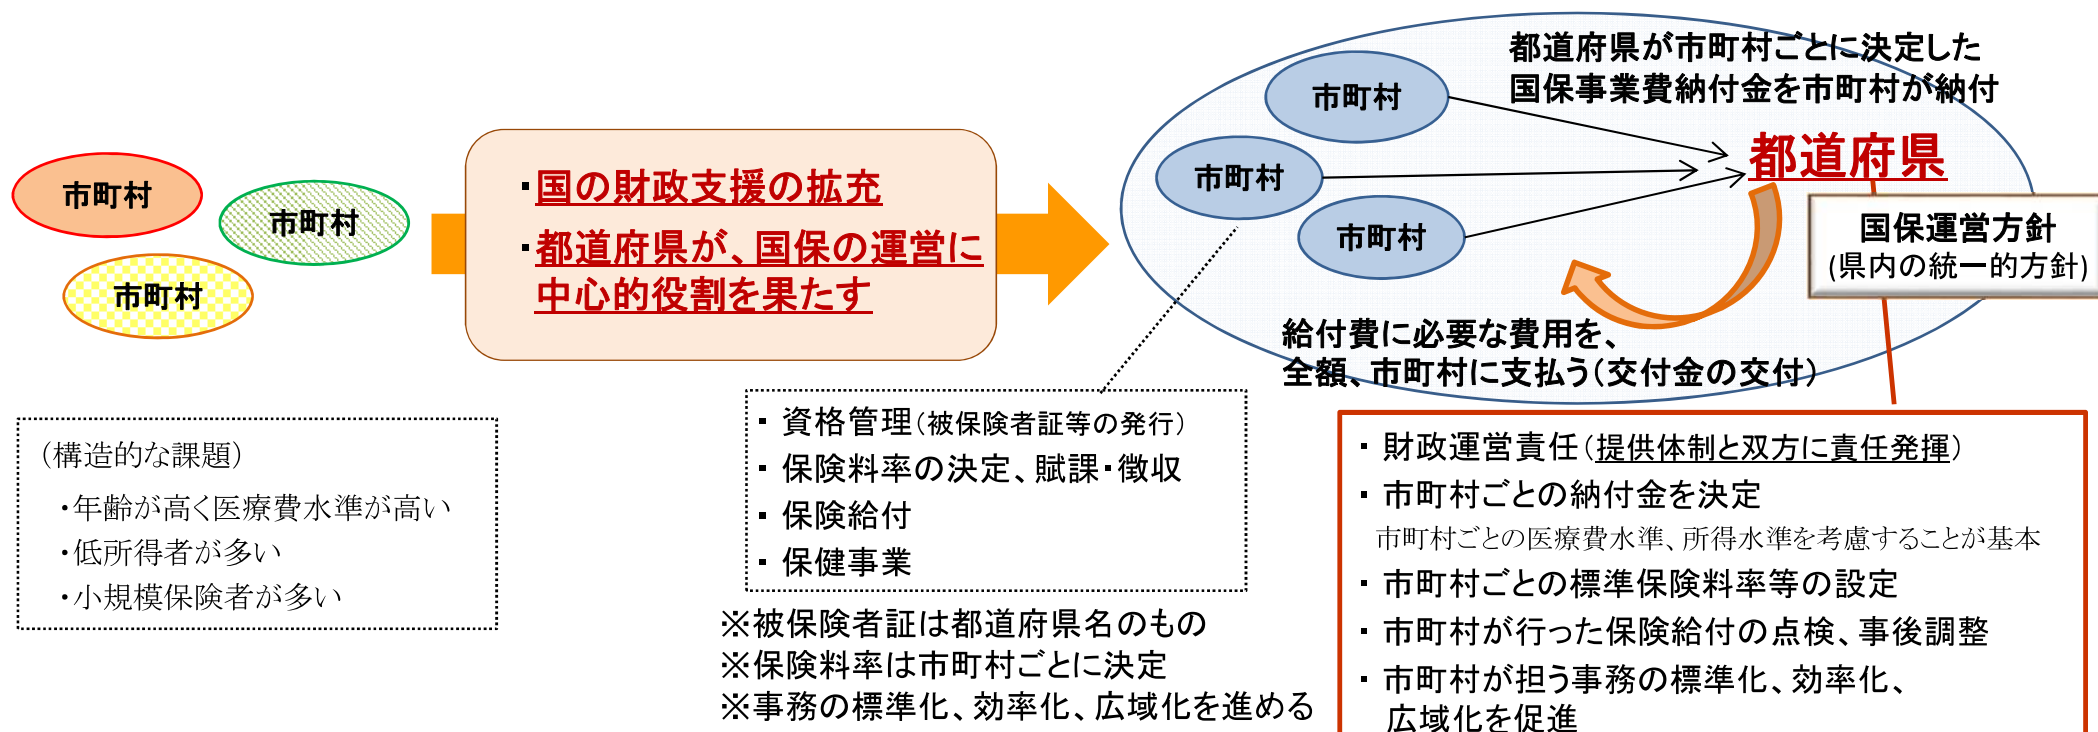 市町村
市町村
市町村
（構造的な課題）
・年齢が高く医療費水準が高い
・低所得者が多い
・小規模保険者が多い
・国の財政支援の拡充
・都道府県が、国保の運営に
中心的役割を果たす
都道府県が市町村ごとに決定した
国保事業費納付金を市町村が納付
市町村
市町村
市町村
都道府県
国保運営方針
(県内の統一的方針)
給付費に必要な費用を、
全額、市町村に支払う（交付金の交付）
・ 資格管理（被保険者証等の発行）
・ 保険料率の決定、賦課・徴収
・ 保険給付
・ 保健事業
※被保険者証は都道府県名のもの
※保険料率は市町村ごとに決定
※事務の標準化、効率化、広域化を進める
・ 財政運営責任（提供体制と双方に責任発揮）
・ 市町村ごとの納付金を決定
市町村ごとの医療費水準、所得水準を考慮することが基本
・ 市町村ごとの標準保険料率等の設定
・ 市町村が行った保険給付の点検、事後調整
・ 市町村が担う事務の標準化、効率化、
広域化を促進